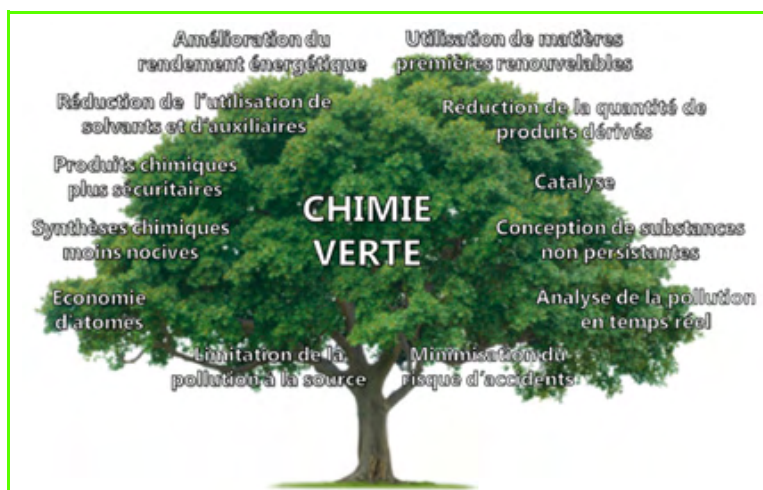 Amélioration du
rendement énergétique
Utilisation de matières
premières renouvelables
Réduction de l'utilisation de
solvants et d'auxiliaires
Réduction de la quantité de
produits dérivés
Produits chimiques
plus sécuritaires
Catalyse
CHIMIE
VERTE
Synthèses chimiques
moins nocives
Conception de substances
non persistantes
Economie
d'atomes
Analyse de la pollution
en temps réel
Limitation de la
pollution à la source
Minimisation du
risque d'accidents